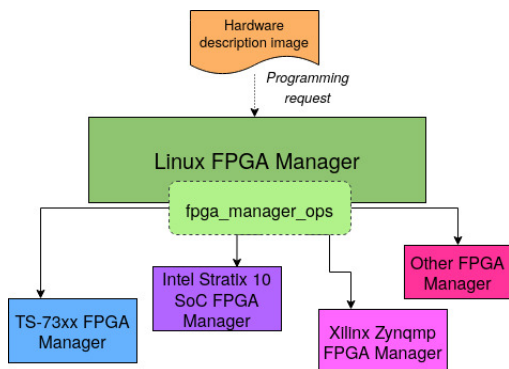 Hardware
description image
Programming
request
Linux FPGA Manager
fpga_manager_ops
TS-73xx FPGA
Manager
Intel Stratix 10
SoC FPGA
Manager
Xilinx Zynqmp
FPGA Manager
Other FPGA
Manager